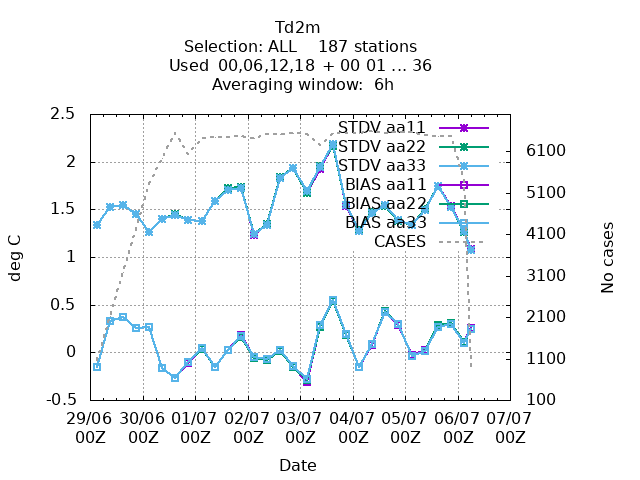 Td2m
Selection: ALL    187 stations
Used  00,06,12,18  + 00 01 ... 36
Averaging window:  6h
STDV aa11
STDV aa22
STDV aa33
BIAS aa11
BIAS aa22
BIAS aa33
CASES
deg C
2.5
2
1.5
1
0.5
0
-0.5
No cases
6100
5100
4100
3100
2100
1100
100
29/06 30/06 01/07 02/07 03/07 04/07 05/07 06/07 07/07
00Z 00Z 00Z 00Z 00Z 00Z 00Z 00Z 00Z
Date